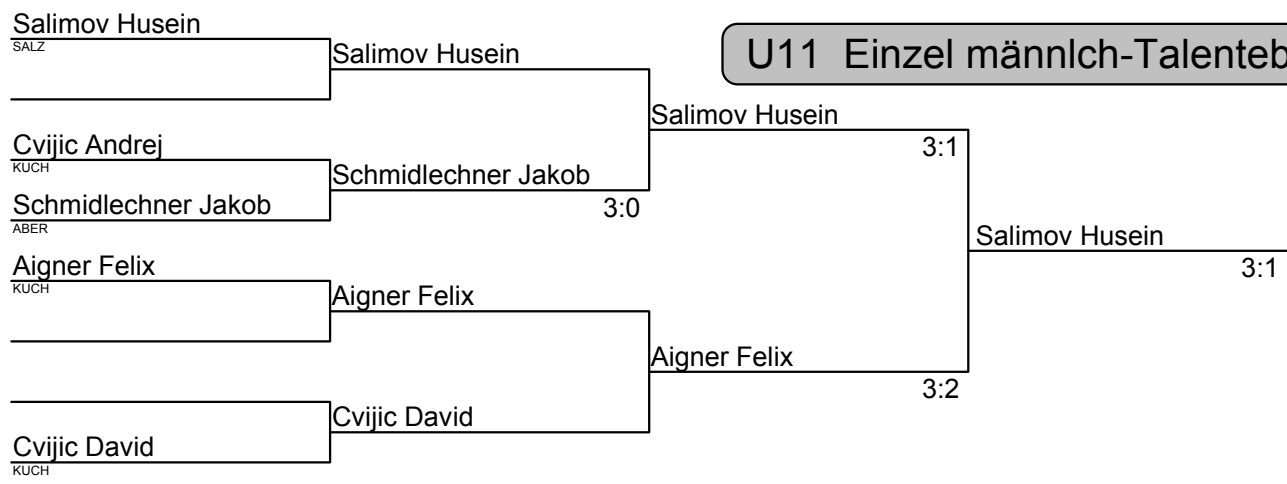 Salimov Husein
SALZ
Salimov Husein
U11 Einzel männlch-Talenteb
Salimov Husein
3:1
Cvijic Andrej
KUCH
Schmidlechner Jakob
3:0
Schmidlechner Jakob
ABER
Salimov Husein
3:1
Aigner Felix
KUCH
Aigner Felix
Aigner Felix
3:2
Cvijic David
Cvijic David
KUCH